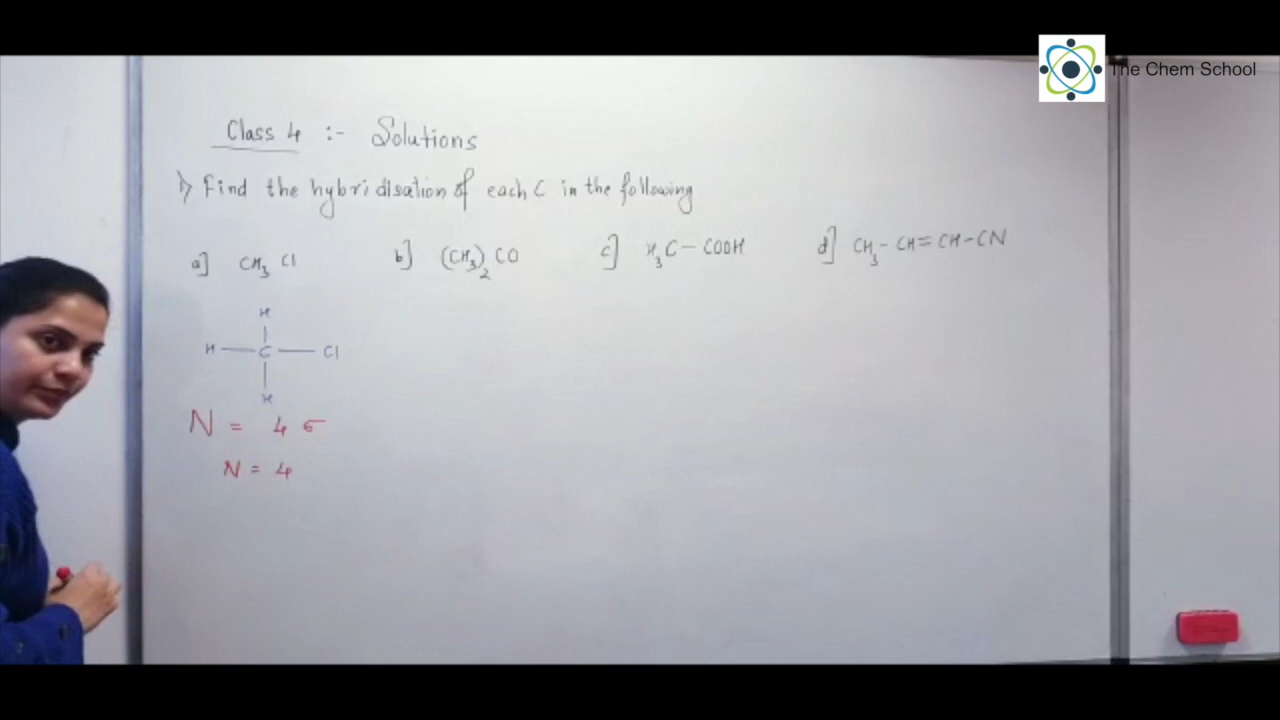 The Chem School
Class 4 :- Solutions
1> Find the hybridisation of each C in the following
a] CH3 Cl b] (CH3)2 CO c] H3C - COOH d] CH3 - CH = CH - CN
H
H — C — Cl
H
N = 4 σ
N = 4